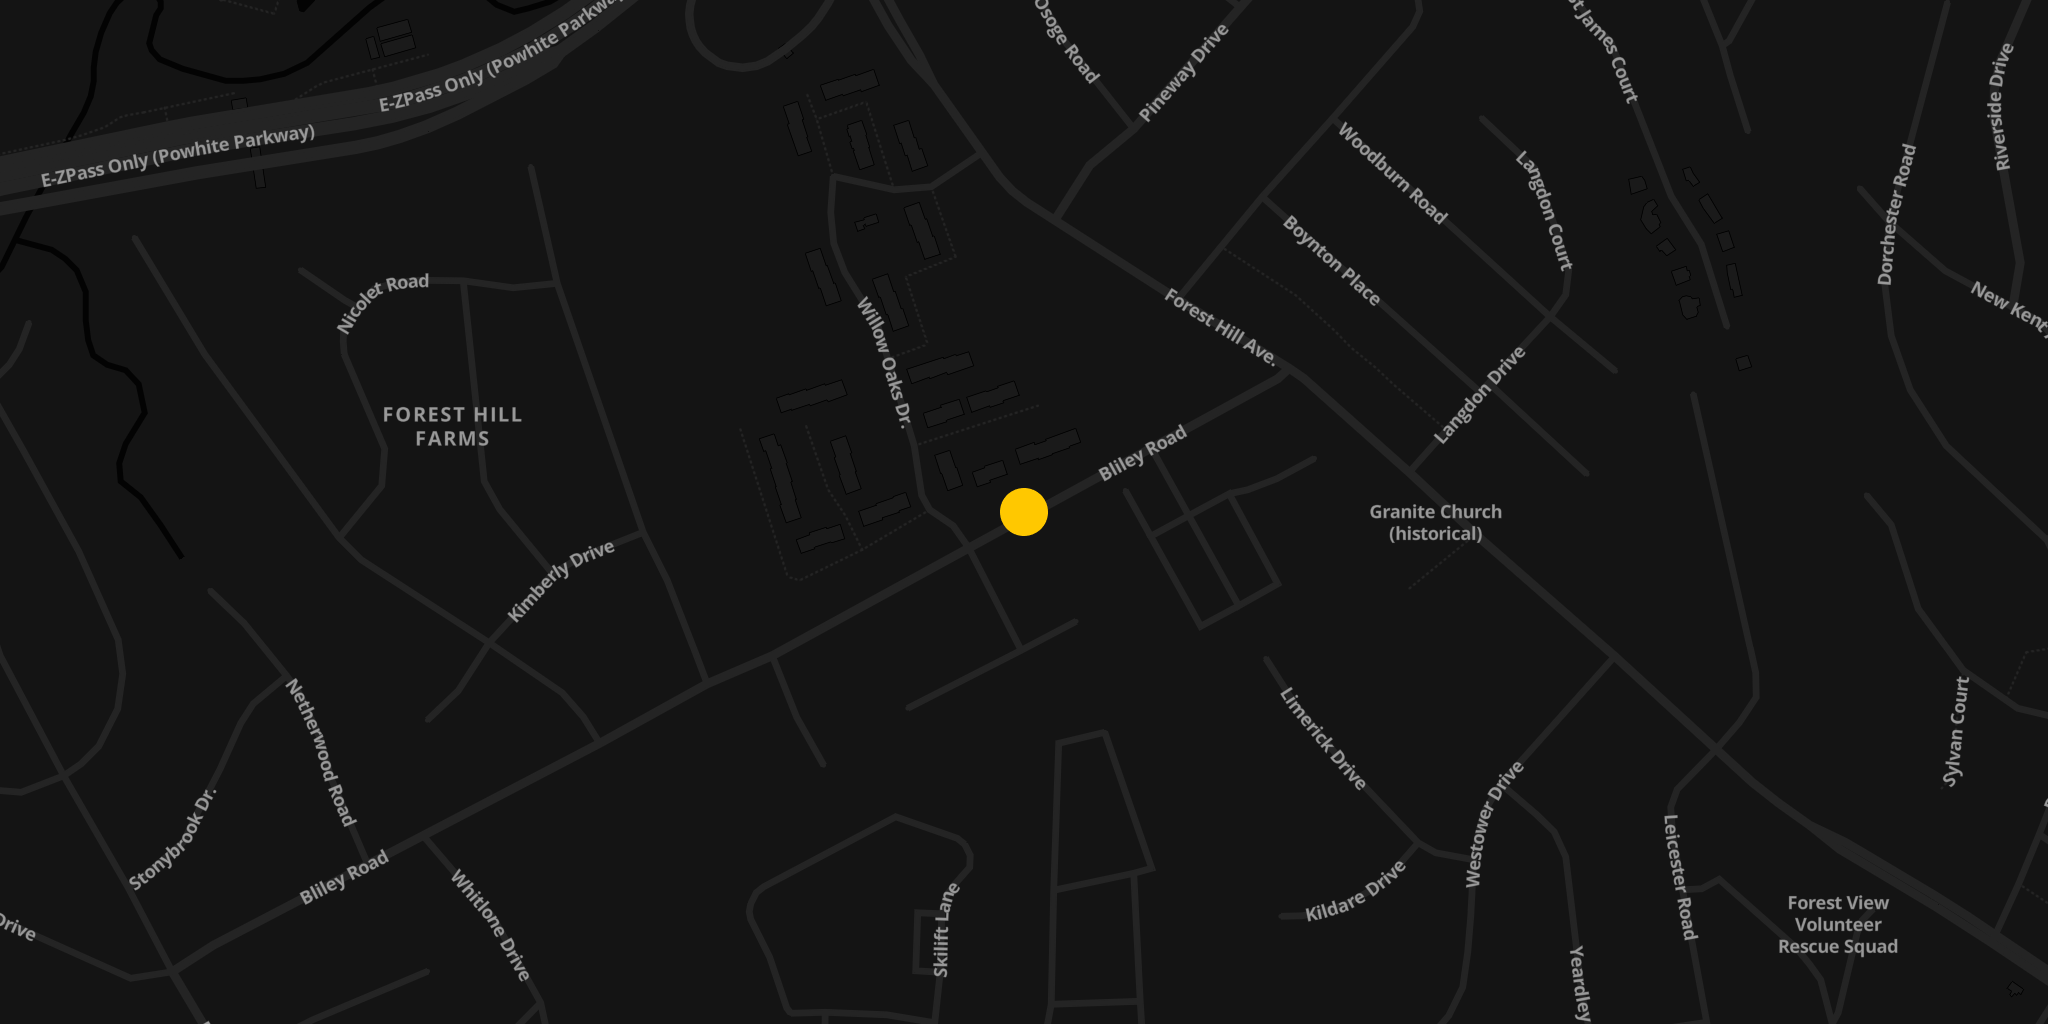 E-ZPass Only (Powhite Parkway)
E-ZPass Only (Powhite Parkway)
Osoge Road
Pineway Drive
Woodburn Road
Langdon Court
James Court
Riverside Drive
Dorchester Road
New Kent
Nicolet Road
Boynton Place
Forest Hill Ave.
Willow Oaks Dr.
Langdon Drive
FOREST HILL
FARMS
Bliley Road
Granite Church
(historical)
Kimberly Drive
Netherwood Road
Stonybrook Dr.
Limerick Drive
Sylvan Court
Westower Drive
Bliley Road
Whitlone Drive
Skilift Lane
Kildare Drive
Leicester Road
Forest View
Volunteer
Rescue Squad
Drive
Yeardley